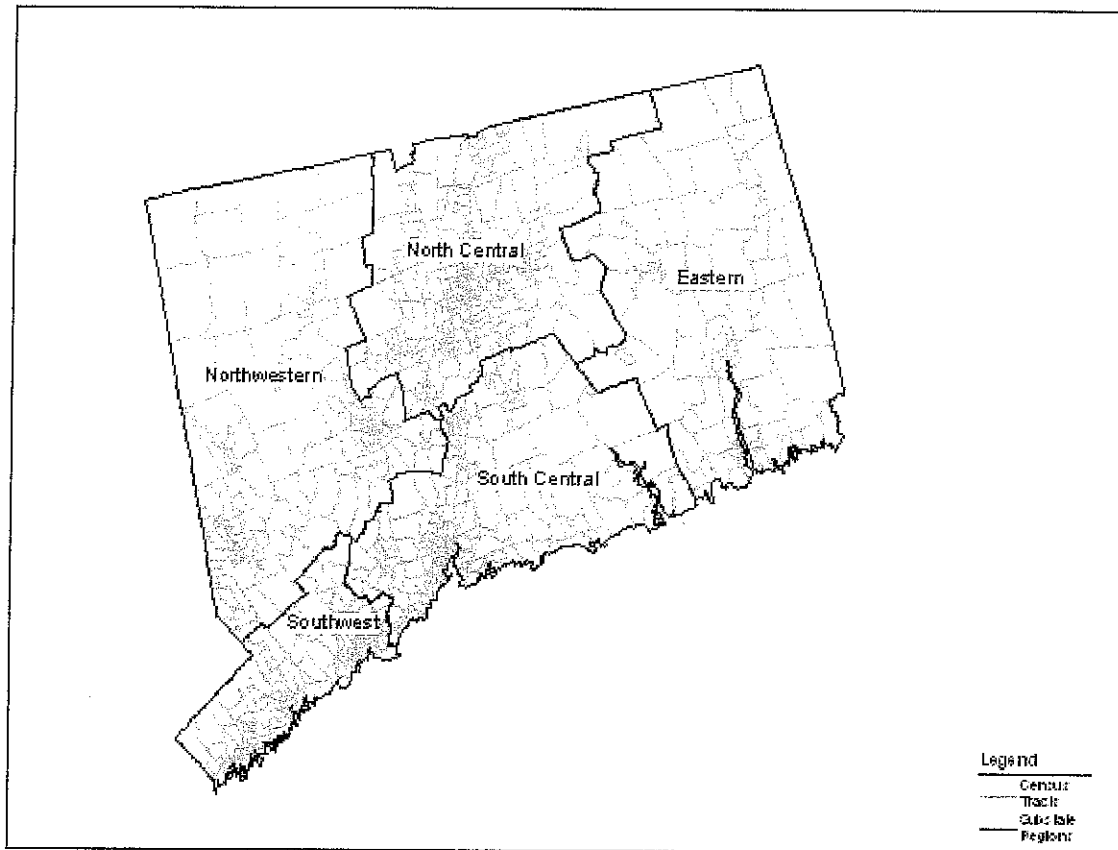 North Central
Eastern
Northwestern
South Central
Southwest
Legend
Census
Tracts
Substate
Regions